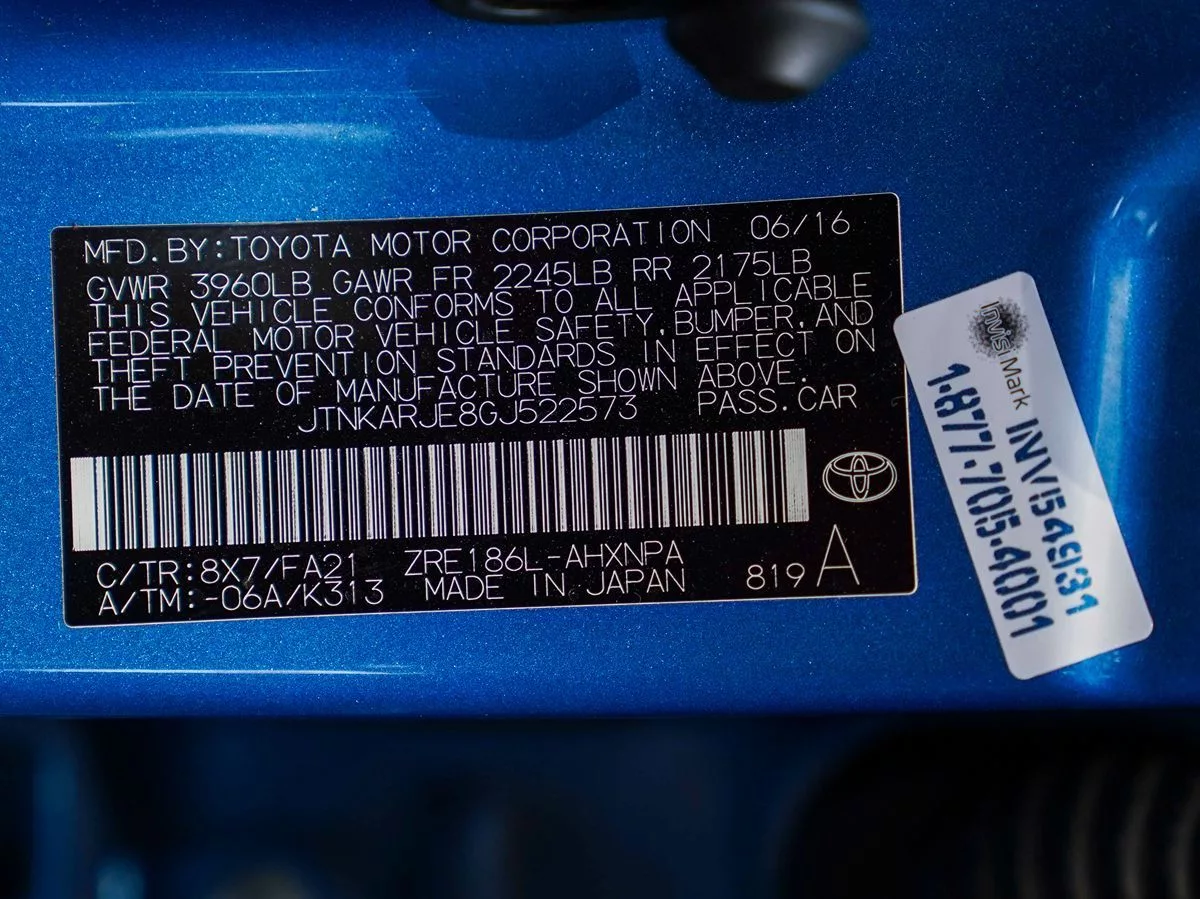 MFD.BY:TOYOTA MOTOR CORPORATION 06/16
GVWR 3960LB GAWR FR 2245LB RR 2175LB
THIS VEHICLE CONFORMS TO ALL APPLICABLE
FEDERAL MOTOR VEHICLE SAFETY,BUMPER,AND
THEFT PREVENTION STANDARDS IN EFFECT ON
THE DATE OF MANUFACTURE SHOWN ABOVE.
JTNKARJE8GJ522573 PASS.CAR
C/TR:8X7/FA21 ZRE186L-AHXNPA
A/TM:-06A/K313 MADE IN JAPAN 819 A
InvisiMark
1·877·705·4001